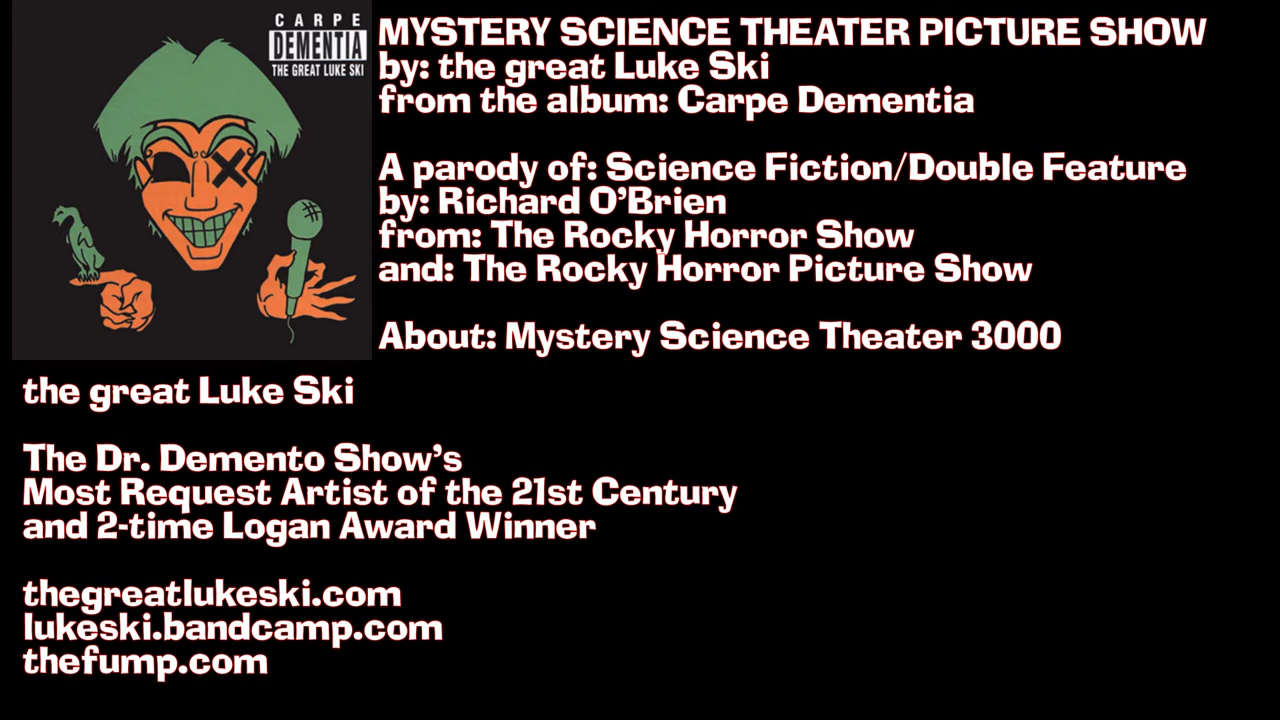 CARPE
DEMENTIA
THE GREAT LUKE SKI
MYSTERY SCIENCE THEATER PICTURE SHOW
by: the great Luke Ski
from the album: Carpe Dementia
A parody of: Science Fiction/Double Feature
by: Richard O'Brien
from: The Rocky Horror Show
and: The Rocky Horror Picture Show
About: Mystery Science Theater 3000
the great Luke Ski
The Dr. Demento Show's
Most Request Artist of the 21st Century
and 2-time Logan Award Winner
thegreatlukeski.com
lukeski.bandcamp.com
thefump.com